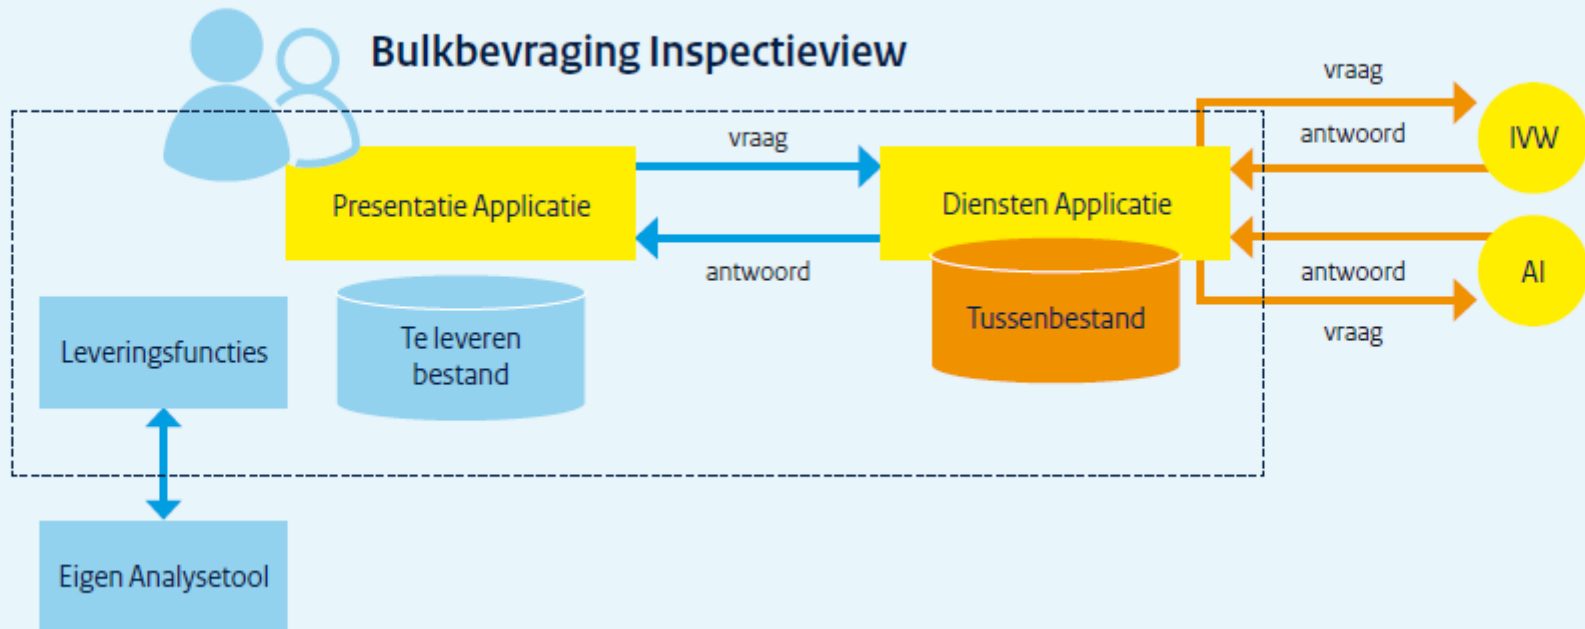 Bulkbevraging Inspectieview
vraag
antwoord
IVW
vraag
Presentatie Applicatie
Diensten Applicatie
antwoord
antwoord
AI
vraag
Tussenbestand
Te leveren
bestand
Leveringsfuncties
Eigen Analysetool